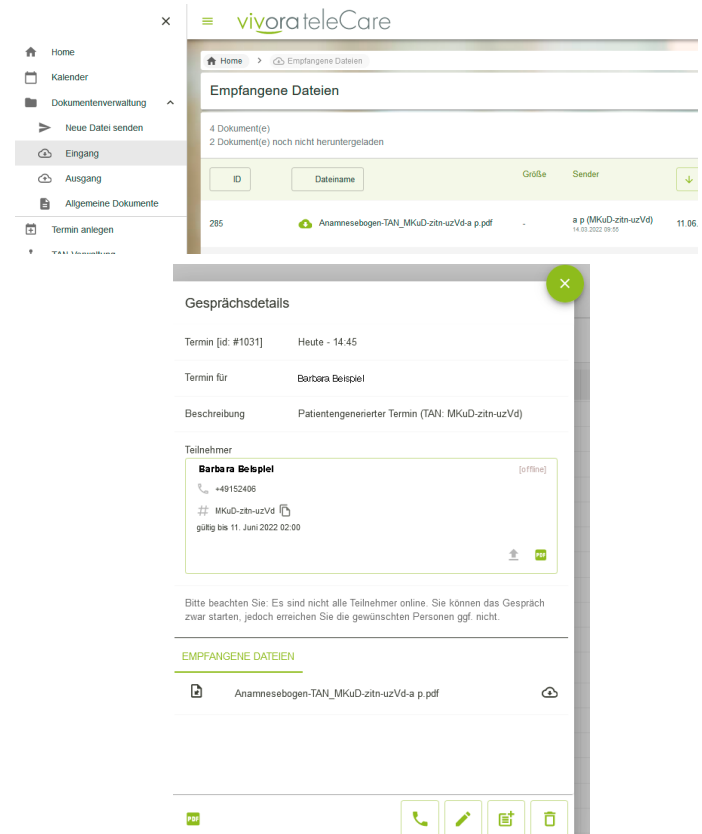 vivora teleCare
Home
Kalender
Dokumentenverwaltung
Neue Datei senden
Eingang
Ausgang
Allgemeine Dokumente
Termin anlegen
TAN Verwaltung
Home > Empfangene Dateien
Empfangene Dateien
4 Dokument(e)
2 Dokument(e) noch nicht heruntergeladen
ID Dateiname Größe Sender
285 Anamnesebogen-TAN_MKuD-zitn-uzVd-a p.pdf - a p (MKuD-zitn-uzVd) 11.06.
14.03.2022 09:55
Gesprächsdetails
Termin [id: #1031] Heute - 14:45
Termin für Barbara Beispiel
Beschreibung Patientengenerierter Termin (TAN: MKuD-zitn-uzVd)
Teilnehmer
Barbara Beispiel [offline]
+49152406
MKuD-zitn-uzVd
gültig bis 11. Juni 2022 02:00
PDF
Bitte beachten Sie: Es sind nicht alle Teilnehmer online. Sie können das Gespräch
zwar starten, jedoch erreichen Sie die gewünschten Personen ggf. nicht.
EMPFANGENE DATEIEN
Anamnesebogen-TAN_MKuD-zitn-uzVd-a p.pdf
PDF